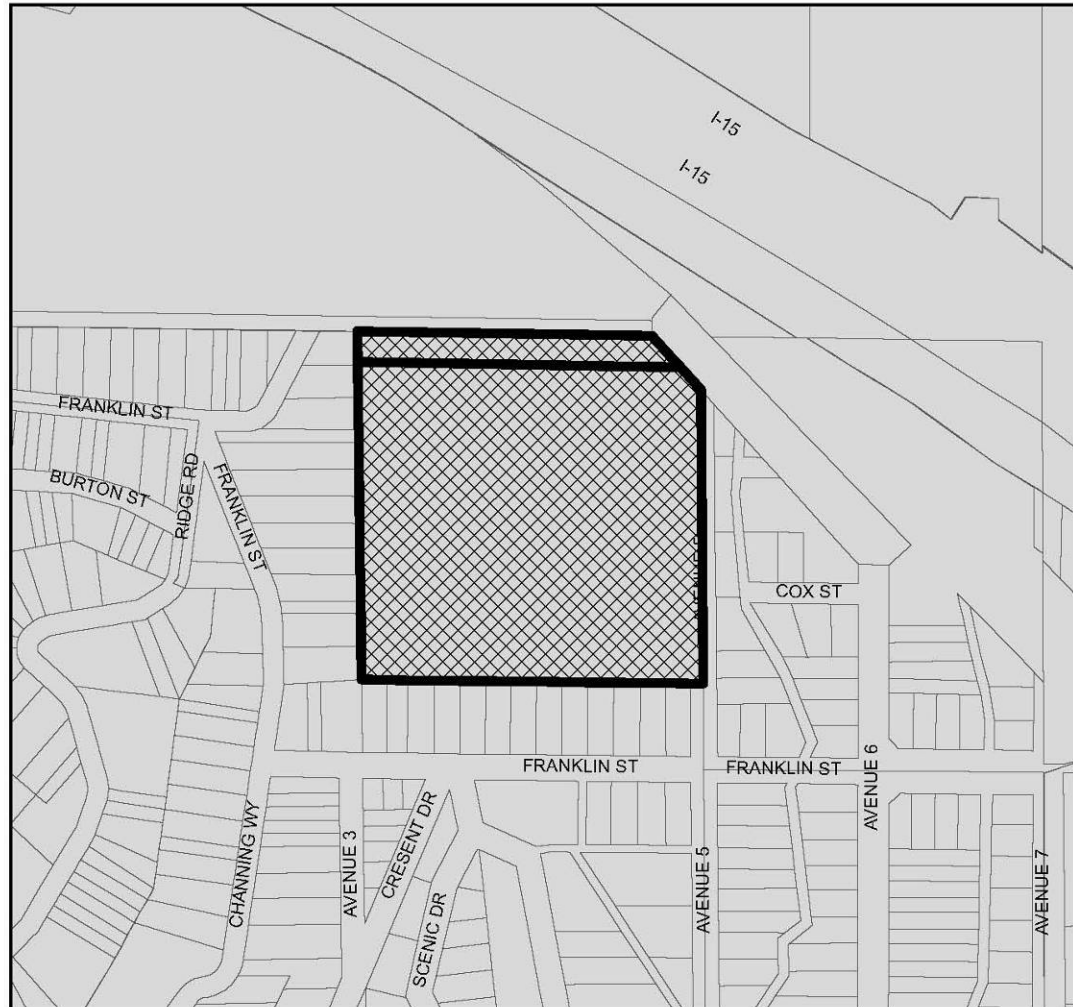 I-15
I-15
FRANKLIN ST
BURTON ST
RIDGE RD
FRANKLIN ST
COX ST
FRANKLIN ST
FRANKLIN ST
AVENUE 6
CHANNING WY
AVENUE 3
CRESENT DR
SCENIC DR
AVENUE 5
AVENUE 7